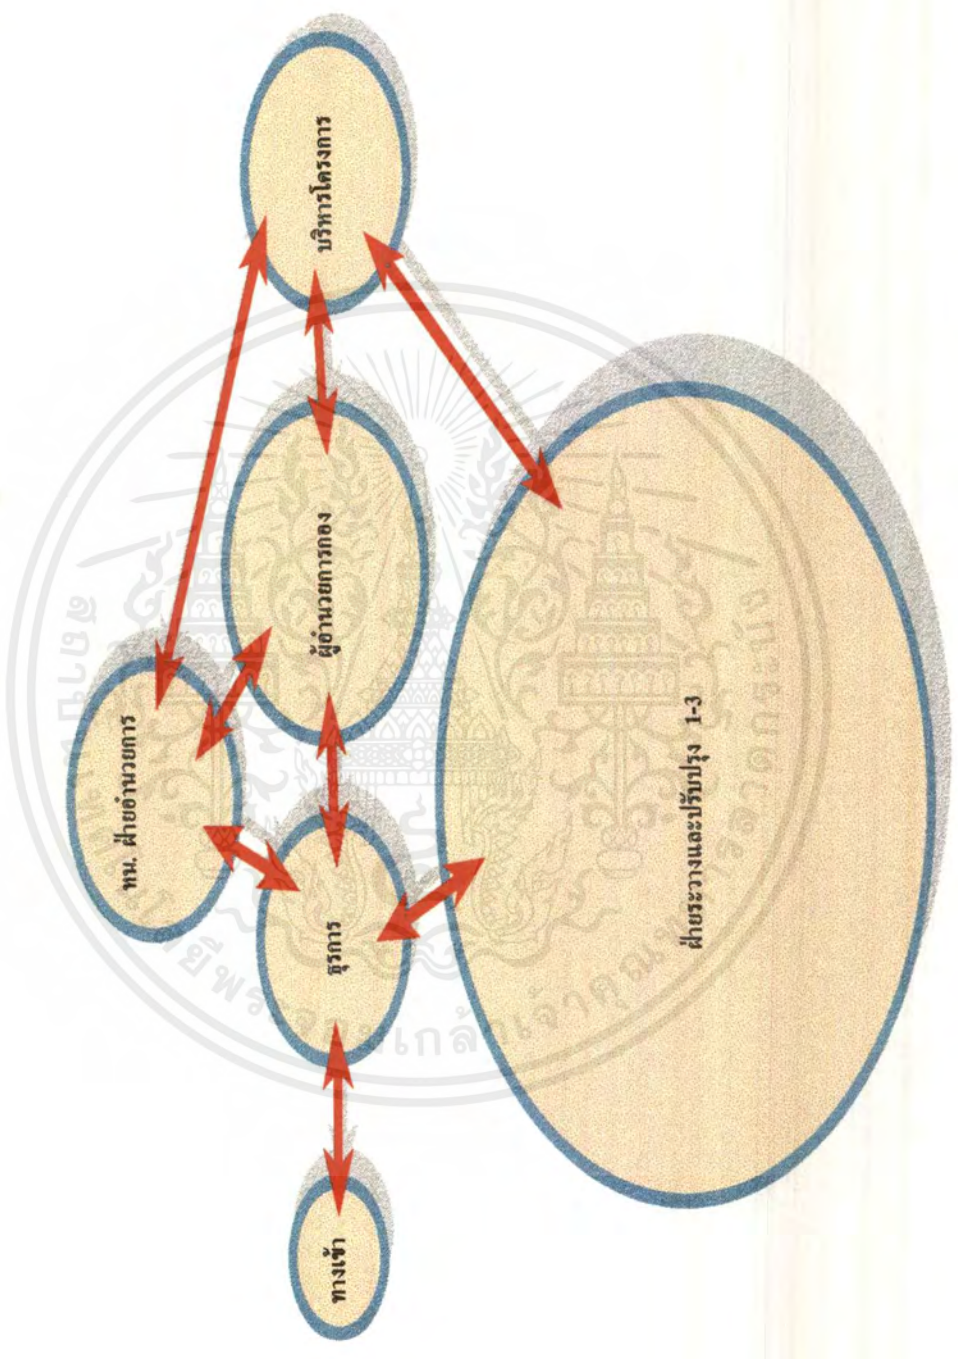 ทางเข้า
ธุรการ
หน. ฝ่ายอำนวยการ
ผู้อำนวยการกอง
บริหารโครงการ
ฝ่ายระวางและปรับปรุง 1-3